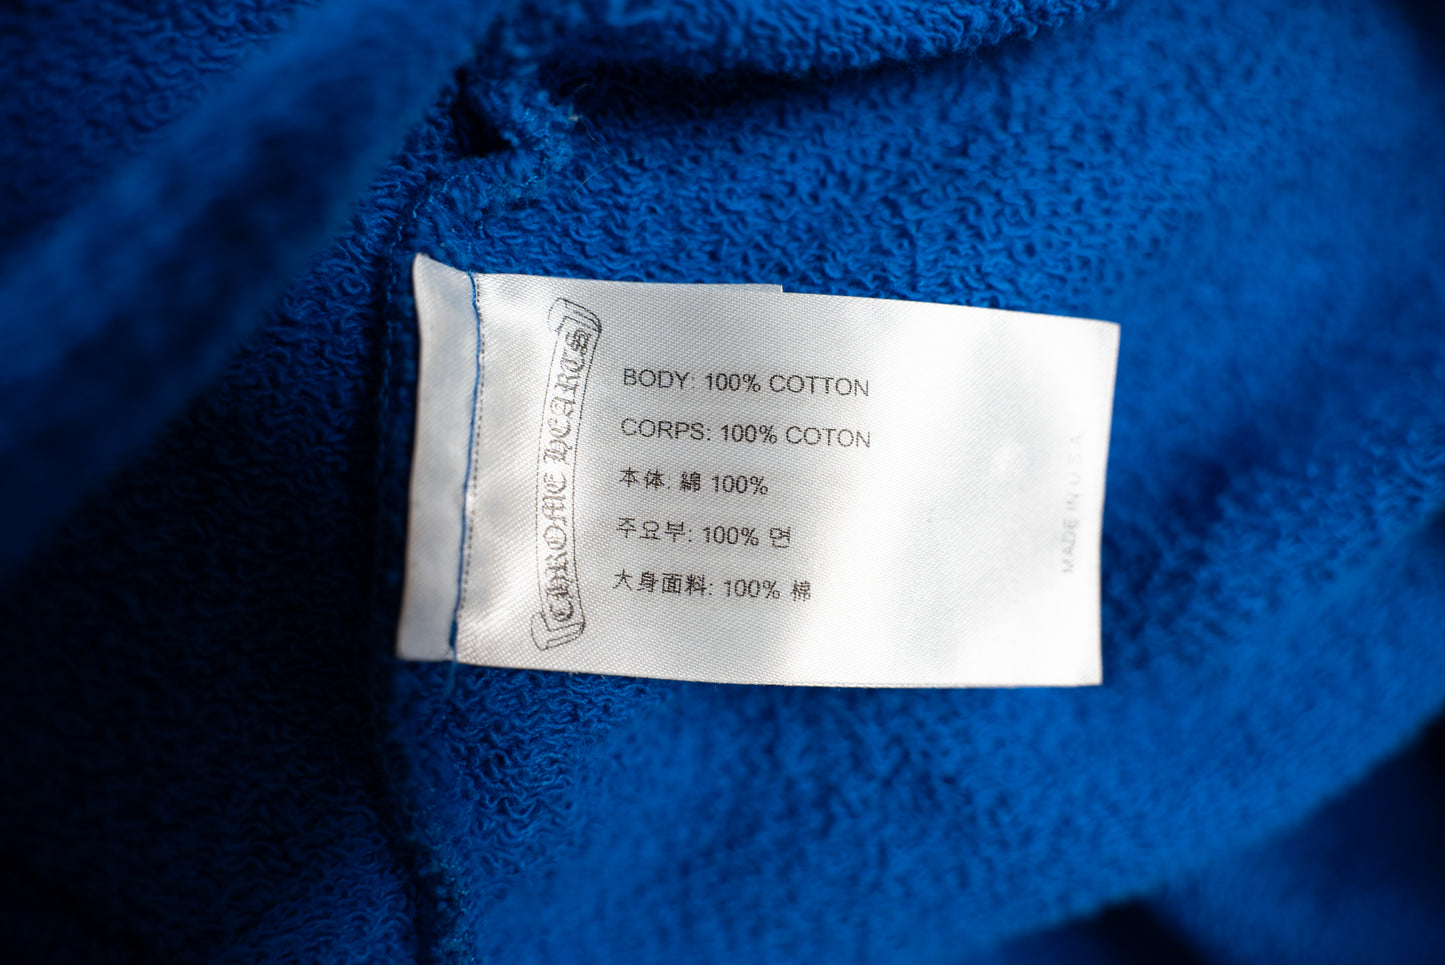 CHROME HEARTS
BODY: 100% COTTON
CORPS: 100% COTON
本体: 綿 100%
주요부: 100% 면
大身面料: 100% 棉
MADE IN USA